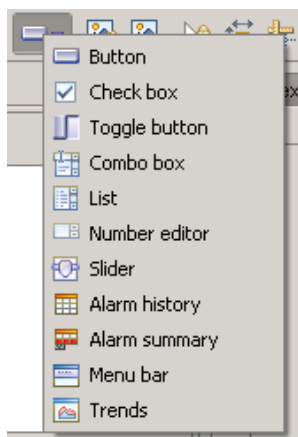 Button
Check box
Toggle button
Combo box
List
Number editor
Slider
Alarm history
Alarm summary
Menu bar
Trends